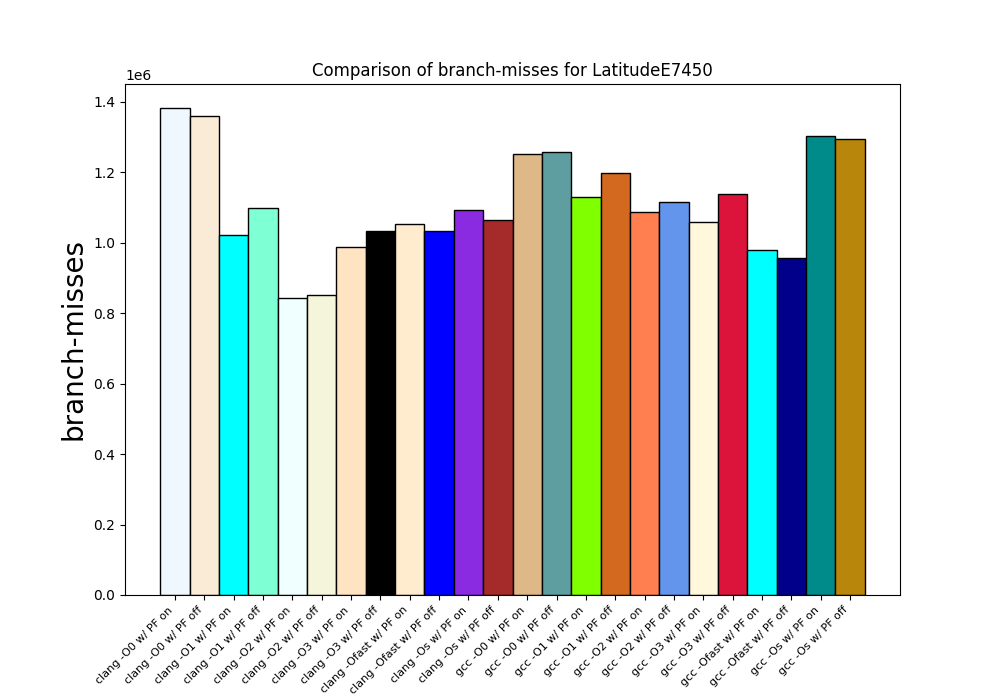 Comparison of branch-misses for LatitudeE7450
1e6
branch-misses
1.4
1.2
1.0
0.8
0.6
0.4
0.2
0.0
clang -O0 w/ PF on
clang -O0 w/ PF off
clang -O1 w/ PF on
clang -O1 w/ PF off
clang -O2 w/ PF on
clang -O2 w/ PF off
clang -O3 w/ PF on
clang -O3 w/ PF off
clang -Ofast w/ PF on
clang -Ofast w/ PF off
clang -Os w/ PF on
clang -Os w/ PF off
gcc -O0 w/ PF on
gcc -O0 w/ PF off
gcc -O1 w/ PF on
gcc -O1 w/ PF off
gcc -O2 w/ PF on
gcc -O2 w/ PF off
gcc -O3 w/ PF on
gcc -O3 w/ PF off
gcc -Ofast w/ PF on
gcc -Ofast w/ PF off
gcc -Os w/ PF on
gcc -Os w/ PF off